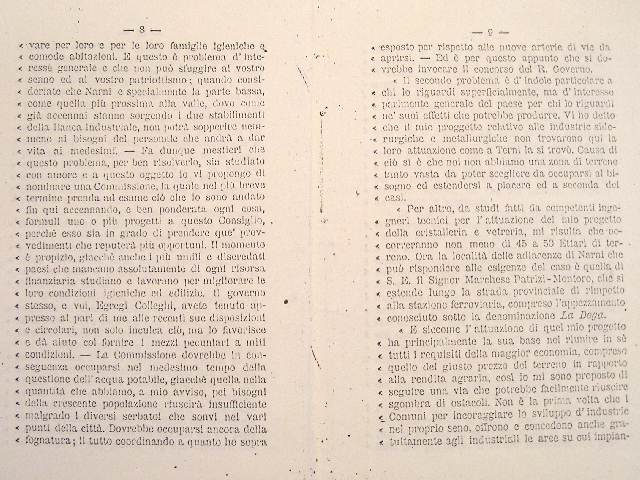 — 8 —
« vare per loro e per le loro famiglie igieniche e
« comode abitazioni. E questo è problema d'inte-
« resse generale e che non può sfuggire al vostro
« senno ed al vostro patriottismo; quando consi-
« deriate che Narni e specialmente la parte bassa,
« come quella più prossima alla valle, dove come
« già accennai stanno sorgendo i due stabilimenti
« della Banca Industriale, non potrà sopperire nem-
« meno ai bisogni del personale che andrà a dar
« vita ai medesimi. — Fa dunque mestieri che
« questo problema, per ben risolverlo, sia studiato
« con amore e a questo oggetto io vi propongo di
« nominare una Commissione, la quale nel più breve
« termine prenda ad esame ciò che io sono andato
« fin qui accennando, e ben ponderata ogni cosa,
« formuli uno o più progetti a questo Consiglio,
« perchè esso sia in grado di prendere que' prov-
« vedimenti che reputerà più opportuni. Il momento
« è propizio, giacchè anche i più umili e discredati
« paesi che mancano assolutamente di ogni risorsa
« finanziaria studiano e lavorano per migliorare le
« loro condizioni igieniche ed edilizie. Il governo
« stesso, e voi, Egregi Colleghi, avete tenuto ap-
« presso al pari di me alle recenti sue disposizioni
« e circolari, non solo inculca ciò, ma lo favorisce
« e dà aiuto col fornire i mezzi pecuniari a miti
« condizioni. — La Commissione dovrebbe in con-
« seguenza occuparsi nel medesimo tempo della
« questione dell'acqua potabile, giacchè quella nella
« quantità che abbiamo, a mio avviso, pei bisogni
« della crescente popolazione riuscirà insufficiente
« malgrado i diversi serbatoi che sonvi nei vari
« punti della città. Dovrebbe occuparsi ancora della
« fognatura; il tutto coordinando a quanto ho sopra
— 9 —
« esposto per rispetto alle nuove arterie di via da
« aprirsi. — Ed è per questo appunto che si do-
« vrebbe invocare il concorso del R. Governo.
« « Il secondo problema è d'indole particolare a
« chi lo riguardi superficialmente, ma d'interesse
« parimente generale del paese per chi lo riguardi
« ne' suoi effetti che potrebbe produrre. Vi ho detto
« che il mio proggetto relativo alle industrie side-
« rurgiche e metallurgiche non trovarono qui la
« loro attuazione come a Terni la si trovò. Causa di
« ciò si è che noi non abbiamo una zona di terreno
« tanto vasta da poter scegliere da occuparsi al bi-
« sogno ed estendersi a piacere ed a seconda dei
« casi.
« « Per altro, da studi fatti da competenti inge-
« gneri tecnici per l'attuazione del mio progetto
« della cristalleria e vetreria, mi risulta che oc-
« correranno non meno di 45 a 53 Ettari di ter-
« reno. Ora la località delle adiacenze di Narni che
« può rispondere alle esigenze del caso è quella di
« S. E. il Signor Marchese Patrizi-Montoro, che si
« estende lungo la strada provinciale di rimpetto
« alla stazione ferroviaria, compreso l'appezzamento
« conosciuto sotto la denominazione La Doga.
« « E siccome l'attuazione di quel mio progetto
« ha principalmente la sua base nel riunire in sè
« tutti i requisiti della maggior economia, compreso
« quello del giusto prezzo del terreno in rapporto
« alla rendita agraria, così io mi sono proposto di
« seguire una via che potrebbe facilmente riuscire
« sgombra di ostacoli. Non è la prima volta che i
« Comuni per incoraggiare lo sviluppo d'industrie
« nel proprio seno, offrono e concedono anche gra-
« tuitamente agli industriali le aree su cui impian-